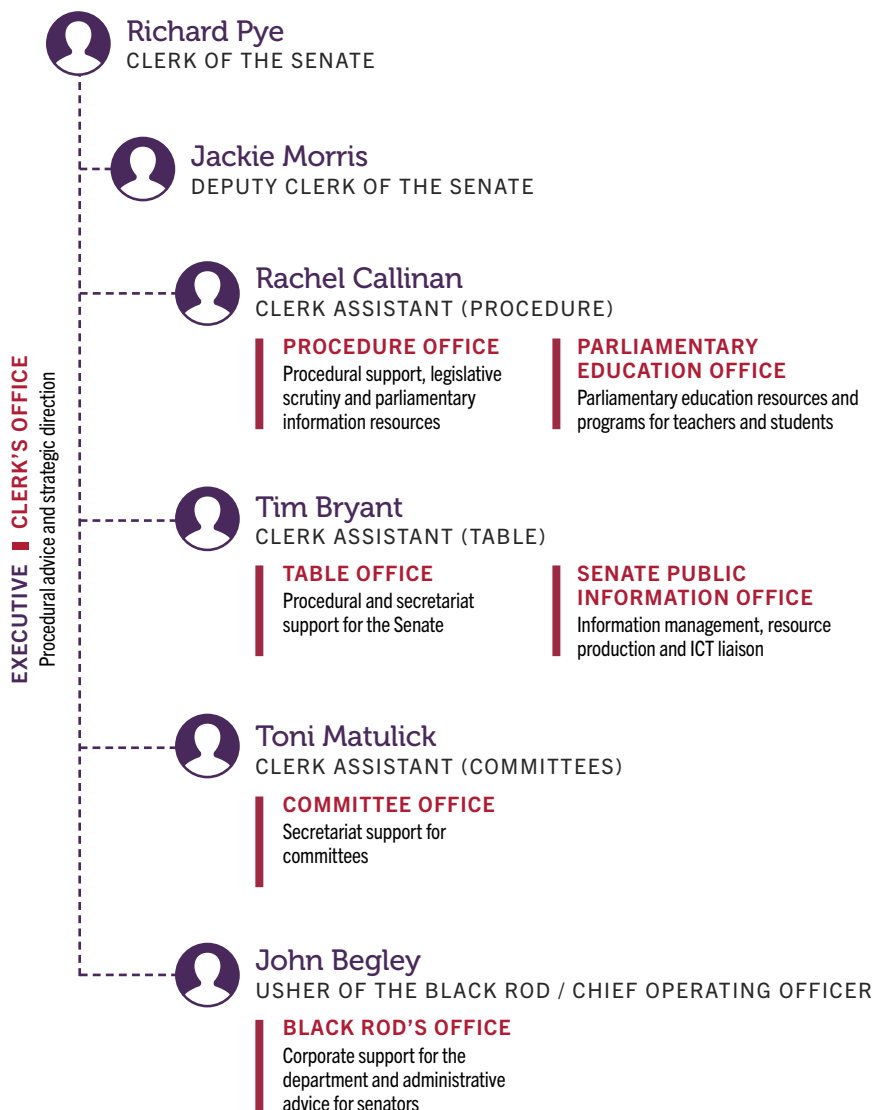 Richard Pye
CLERK OF THE SENATE
Jackie Morris
DEPUTY CLERK OF THE SENATE
Rachel Callinan
CLERK ASSISTANT (PROCEDURE)
PROCEDURE OFFICE
Procedural support, legislative
scrutiny and parliamentary
information resources
PARLIAMENTARY
EDUCATION OFFICE
Parliamentary education resources and
programs for teachers and students
EXECUTIVE CLERK'S OFFICE
Procedural advice and strategic direction
Tim Bryant
CLERK ASSISTANT (TABLE)
TABLE OFFICE
Procedural and secretariat
support for the Senate
SENATE PUBLIC
INFORMATION OFFICE
Information management, resource
production and ICT liaison
Toni Matulick
CLERK ASSISTANT (COMMITTEES)
COMMITTEE OFFICE
Secretariat support for
committees
John Begley
USHER OF THE BLACK ROD / CHIEF OPERATING OFFICER
BLACK ROD'S OFFICE
Corporate support for the
department and administrative
advice for senators